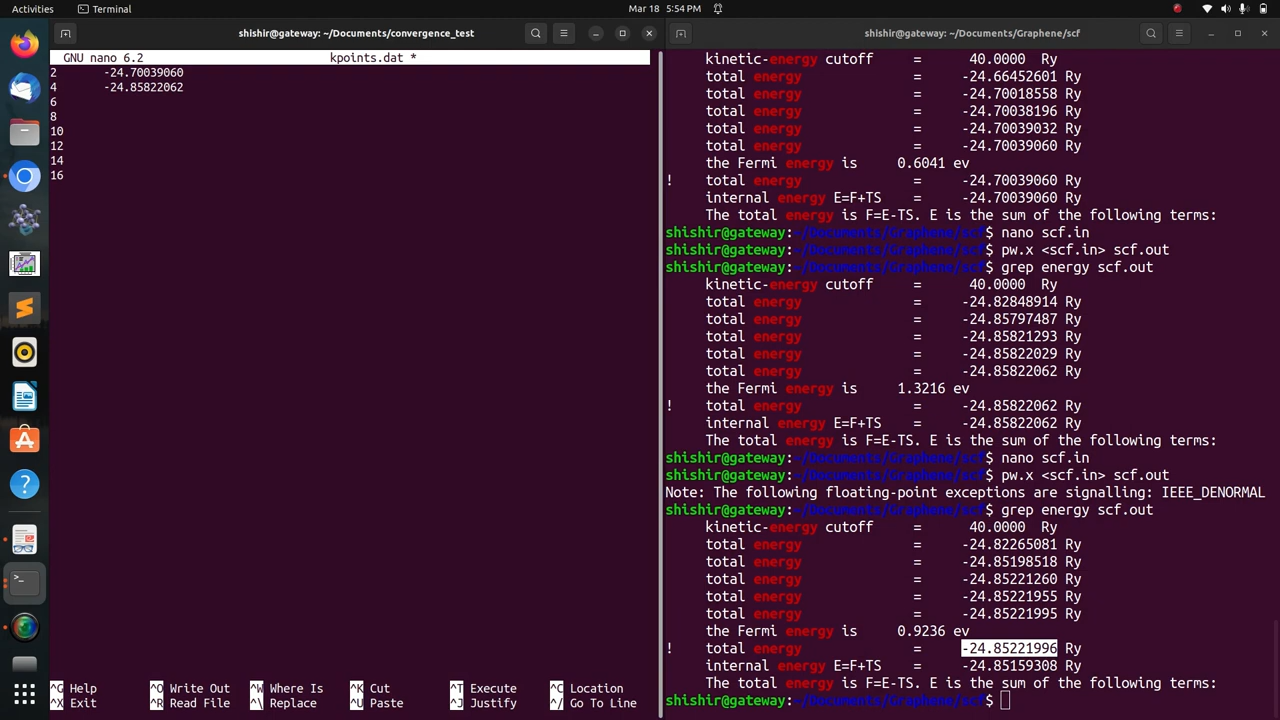 Activities Terminal Mar 18 5:54 PM
shishir@gateway: ~/Documents/convergence_test
GNU nano 6.2 kpoints.dat *
2 -24.70039060
4 -24.85822062
6
8
10
12
14
16
^G Help ^O Write Out ^W Where Is ^K Cut ^T Execute ^C Location
^X Exit ^R Read File ^\ Replace ^U Paste ^J Justify ^/ Go To Line
shishir@gateway: ~/Documents/Graphene/scf
kinetic-energy cutoff = 40.0000 Ry
total energy = -24.66452601 Ry
total energy = -24.70018558 Ry
total energy = -24.70038196 Ry
total energy = -24.70039032 Ry
total energy = -24.70039060 Ry
the Fermi energy is 0.6041 ev
! total energy = -24.70039060 Ry
internal energy E=F+TS = -24.70039060 Ry
The total energy is F=E-TS. E is the sum of the following terms:
shishir@gateway:~/Documents/Graphene/scf$ nano scf.in
shishir@gateway:~/Documents/Graphene/scf$ pw.x <scf.in> scf.out
shishir@gateway:~/Documents/Graphene/scf$ grep energy scf.out
kinetic-energy cutoff = 40.0000 Ry
total energy = -24.82848914 Ry
total energy = -24.85797487 Ry
total energy = -24.85821293 Ry
total energy = -24.85822029 Ry
total energy = -24.85822062 Ry
the Fermi energy is 1.3216 ev
! total energy = -24.85822062 Ry
internal energy E=F+TS = -24.85822062 Ry
The total energy is F=E-TS. E is the sum of the following terms:
shishir@gateway:~/Documents/Graphene/scf$ nano scf.in
shishir@gateway:~/Documents/Graphene/scf$ pw.x <scf.in> scf.out
Note: The following floating-point exceptions are signalling: IEEE_DENORMAL
shishir@gateway:~/Documents/Graphene/scf$ grep energy scf.out
kinetic-energy cutoff = 40.0000 Ry
total energy = -24.82265081 Ry
total energy = -24.85198518 Ry
total energy = -24.85221260 Ry
total energy = -24.85221955 Ry
total energy = -24.85221995 Ry
the Fermi energy is 0.9236 ev
! total energy = -24.85221996 Ry
internal energy E=F+TS = -24.85159308 Ry
The total energy is F=E-TS. E is the sum of the following terms:
shishir@gateway:~/Documents/Graphene/scf$